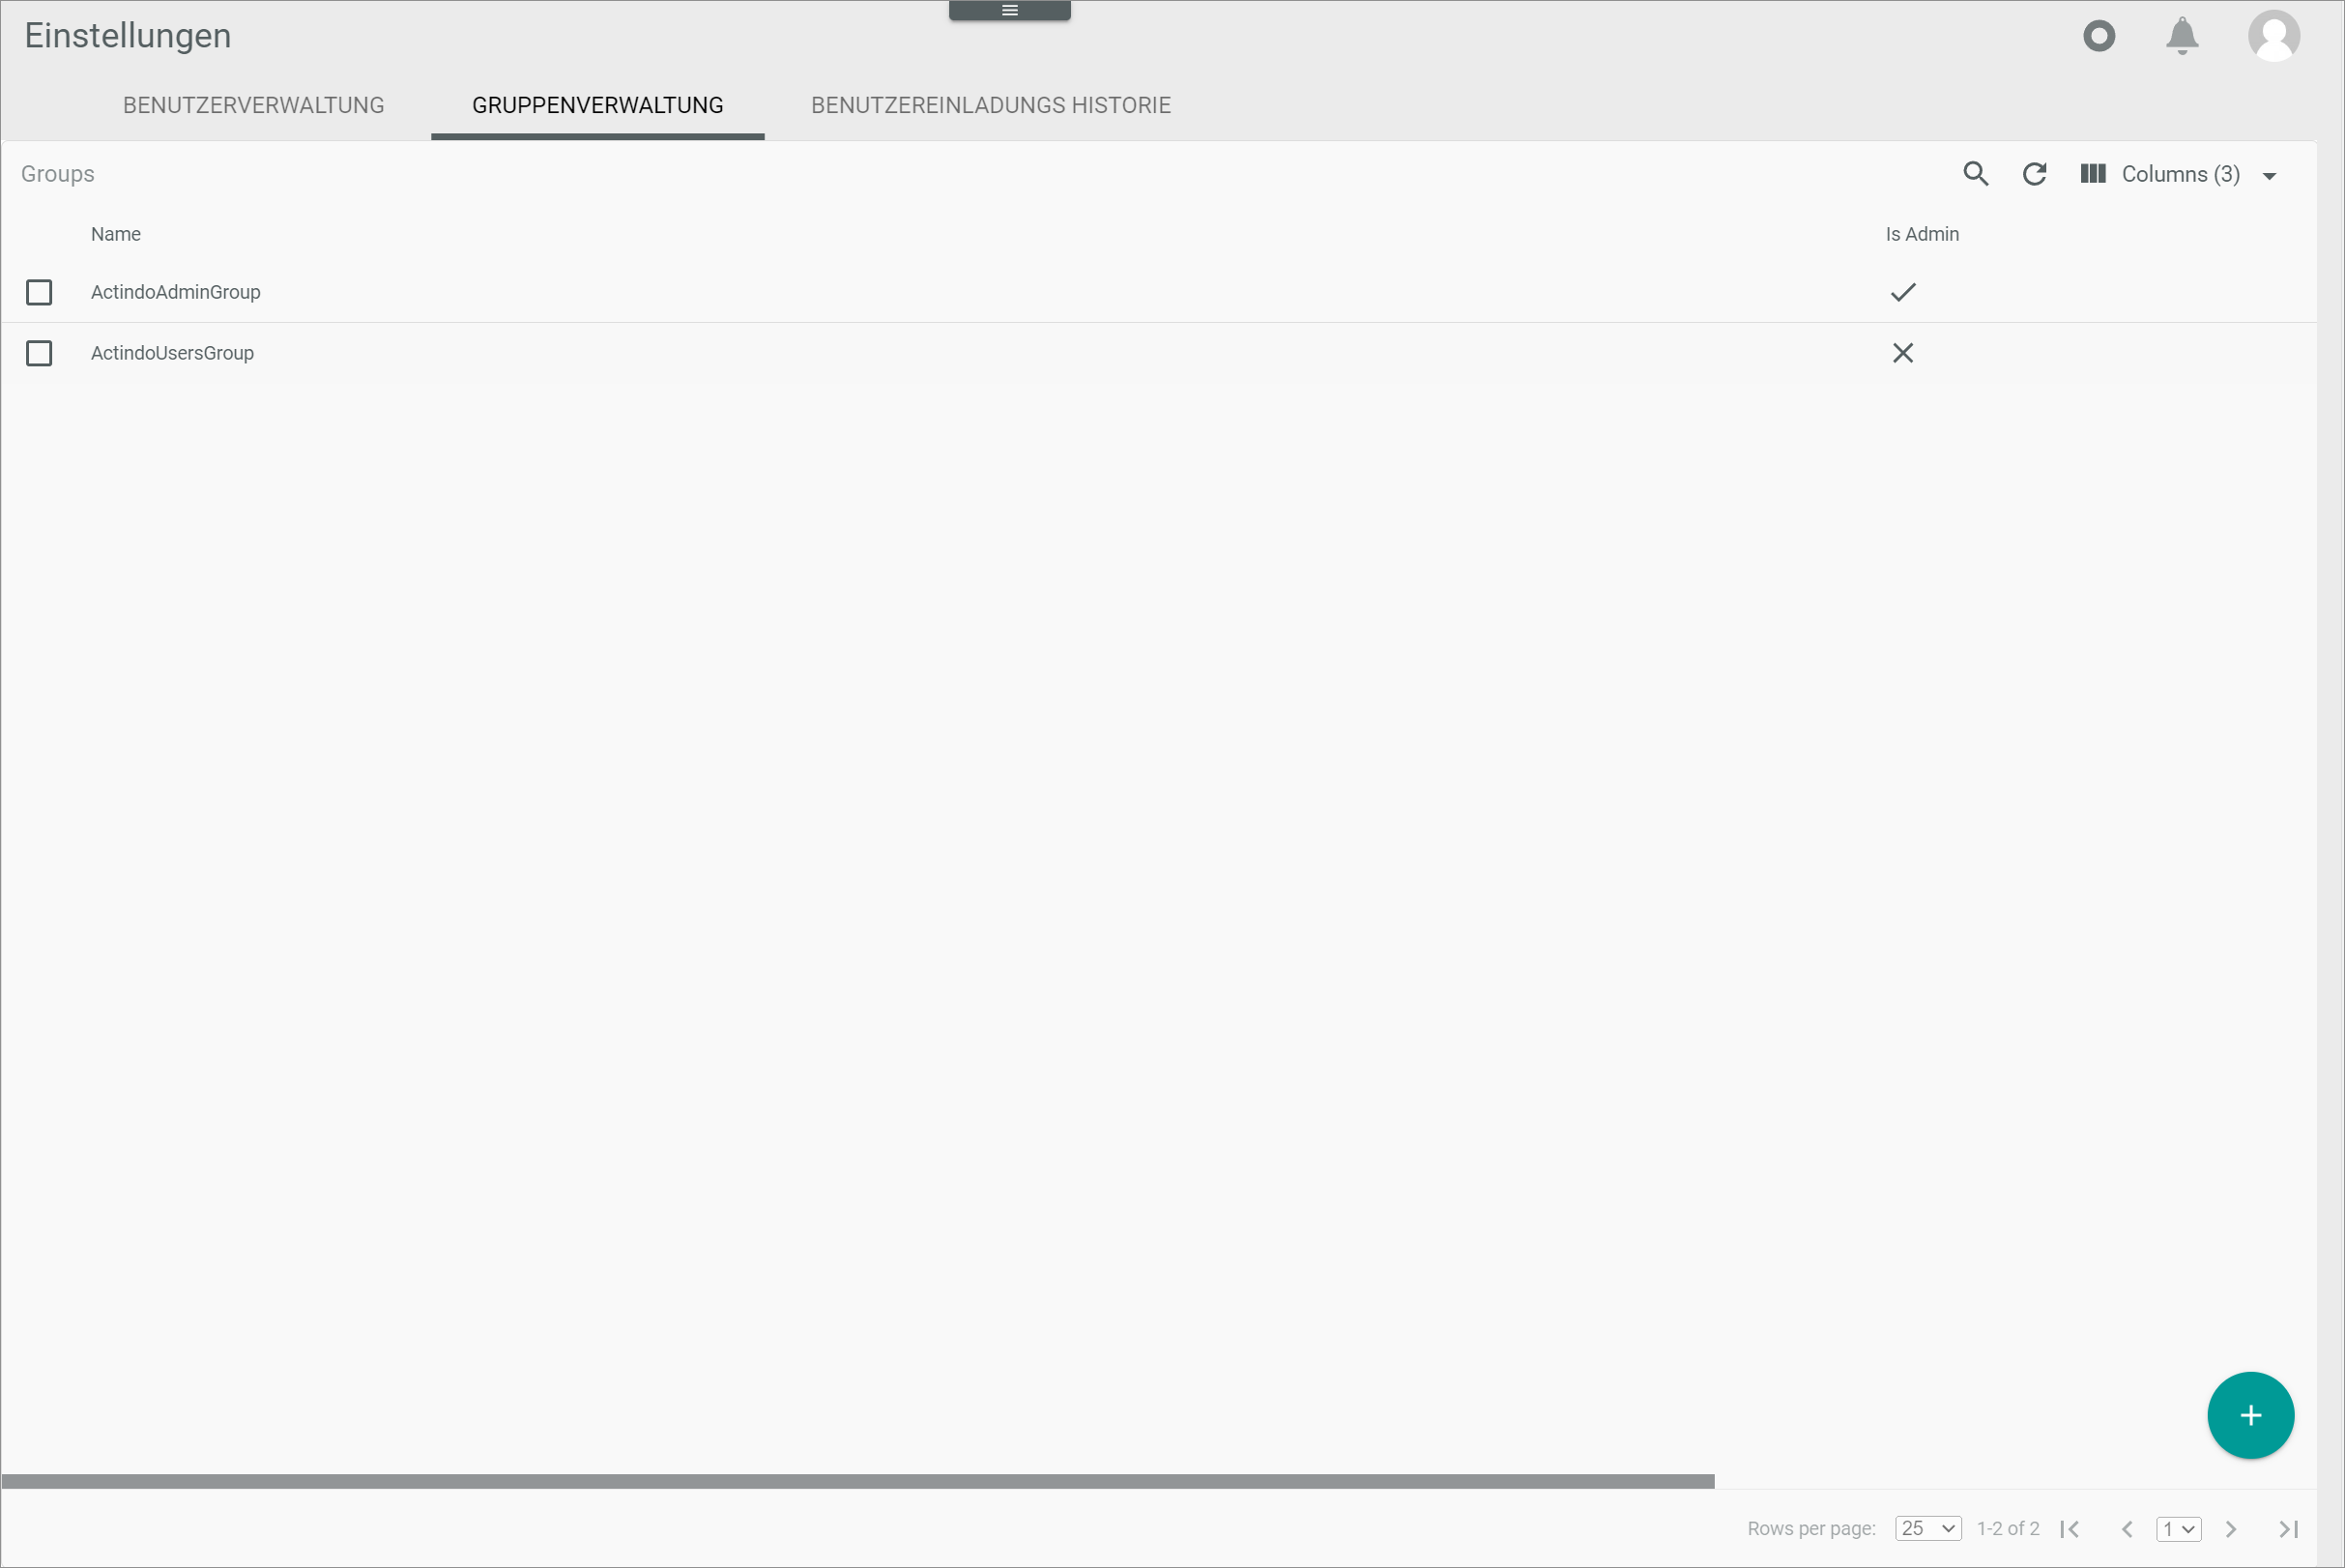 Einstellungen
BENUTZERVERWALTUNG GRUPPENVERWALTUNG BENUTZEREINLADUNGS HISTORIE
Groups Columns (3)
Name Is Admin
ActindoAdminGroup
ActindoUsersGroup
Rows per page: 25 1-2 of 2 1